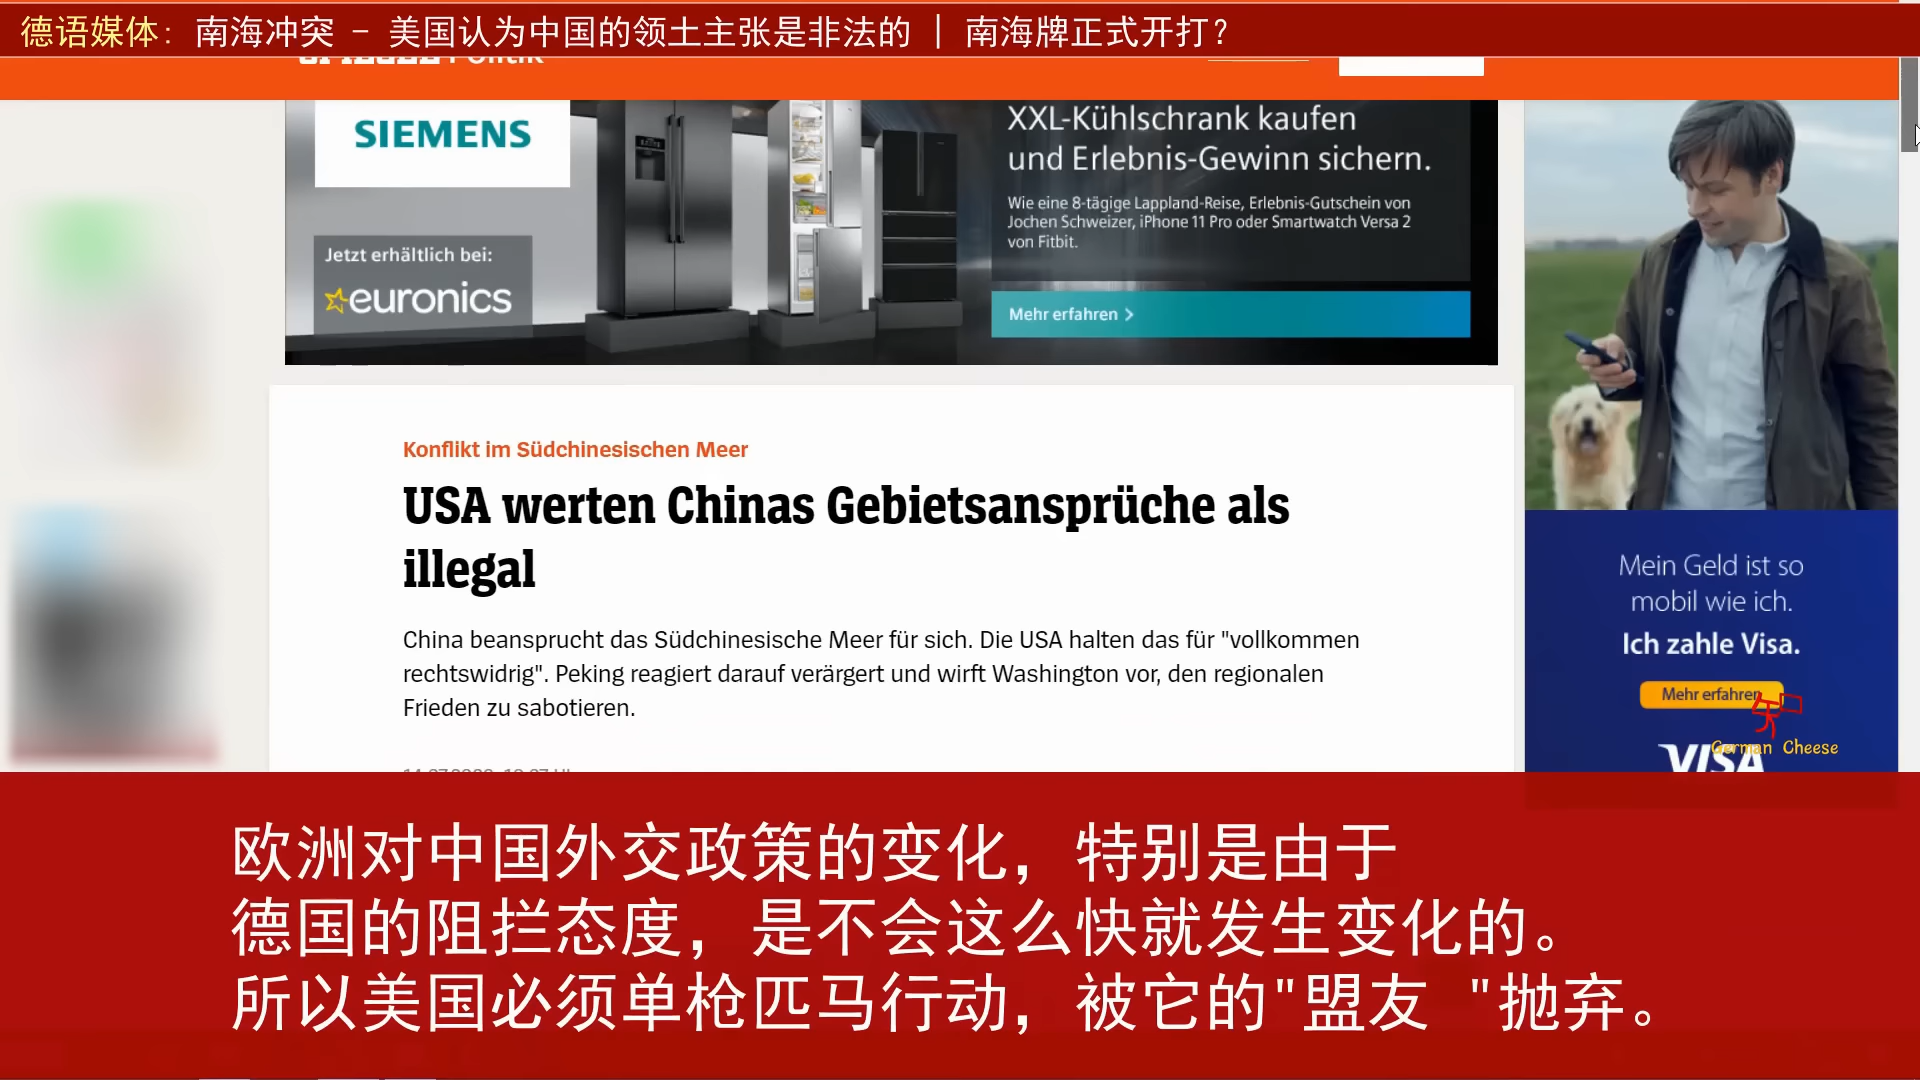 德语媒体: 南海冲突 - 美国认为中国的领土主张是非法的 | 南海牌正式开打?
SIEMENS
XXL-Kühlschrank kaufen
und Erlebnis-Gewinn sichern.
Wie eine 8-tägige Lappland-Reise, Erlebnis-Gutschein von
Jochen Schweizer, iPhone 11 Pro oder Smartwatch Versa 2
von Fitbit.
Jetzt erhältlich bei:
euronics
Mehr erfahren >
Konflikt im Südchinesischen Meer
USA werten Chinas Gebietsansprüche als
illegal
China beansprucht das Südchinesische Meer für sich. Die USA halten das für "vollkommen
rechtswidrig". Peking reagiert darauf verärgert und wirft Washington vor, den regionalen
Frieden zu sabotieren.
Mein Geld ist so
mobil wie ich.
Ich zahle Visa.
Mehr erfahren
知
German Cheese
VISA
欧洲对中国外交政策的变化，特别是由于
德国的阻拦态度，是不会这么快就发生变化的。
所以美国必须单枪匹马行动，被它的"盟友 "抛弃。